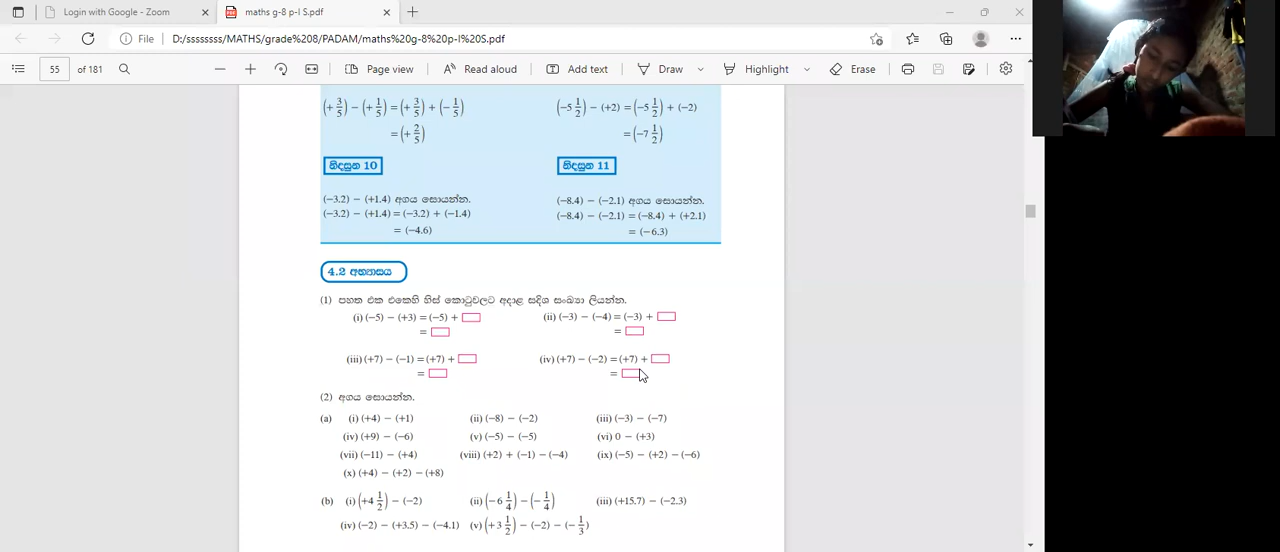 Login with Google - Zoom
maths g-8 p-I S.pdf
File D:/ssssssss/MATHS/grade%208/PADAM/maths%20g-8%20p-I%20S.pdf
55 of 181 Page view Read aloud Add text Draw Highlight Erase
(+3/5) − (+1/5) = (+3/5) + (−1/5)
= (+2/5)
(−5 1/2) − (+2) = (−5 1/2) + (−2)
= (−7 1/2)
නිදසුන 10
(−3.2) − (+1.4) අගය සොයන්න.
(−3.2) − (+1.4) = (−3.2) + (−1.4)
= (−4.6)
නිදසුන 11
(−8.4) − (−2.1) අගය සොයන්න.
(−8.4) − (−2.1) = (−8.4) + (+2.1)
= (−6.3)
4.2 අභ්‍යාසය
(1) පහත එක එකෙහි හිස් කොටුවලට අදාළ සදිශ සංඛ්‍යා ලියන්න.
(i) (−5) − (+3) = (−5) +
=
(ii) (−3) − (−4) = (−3) +
=
(iii) (+7) − (−1) = (+7) +
=
(iv) (+7) − (−2) = (+7) +
=
(2) අගය සොයන්න.
(a) (i) (+4) − (+1) (ii) (−8) − (−2) (iii) (−3) − (−7)
(iv) (+9) − (−6) (v) (−5) − (−5) (vi) 0 − (+3)
(vii) (−11) − (+4) (viii) (+2) + (−1) − (−4) (ix) (−5) − (+2) − (−6)
(x) (+4) − (+2) − (+8)
(b) (i) (+4 1/2) − (−2) (ii) (−6 1/4) − (−1/4) (iii) (+15.7) − (−2.3)
(iv) (−2) − (+3.5) − (−4.1) (v) (+3 1/2) − (−2) − (−1/3)